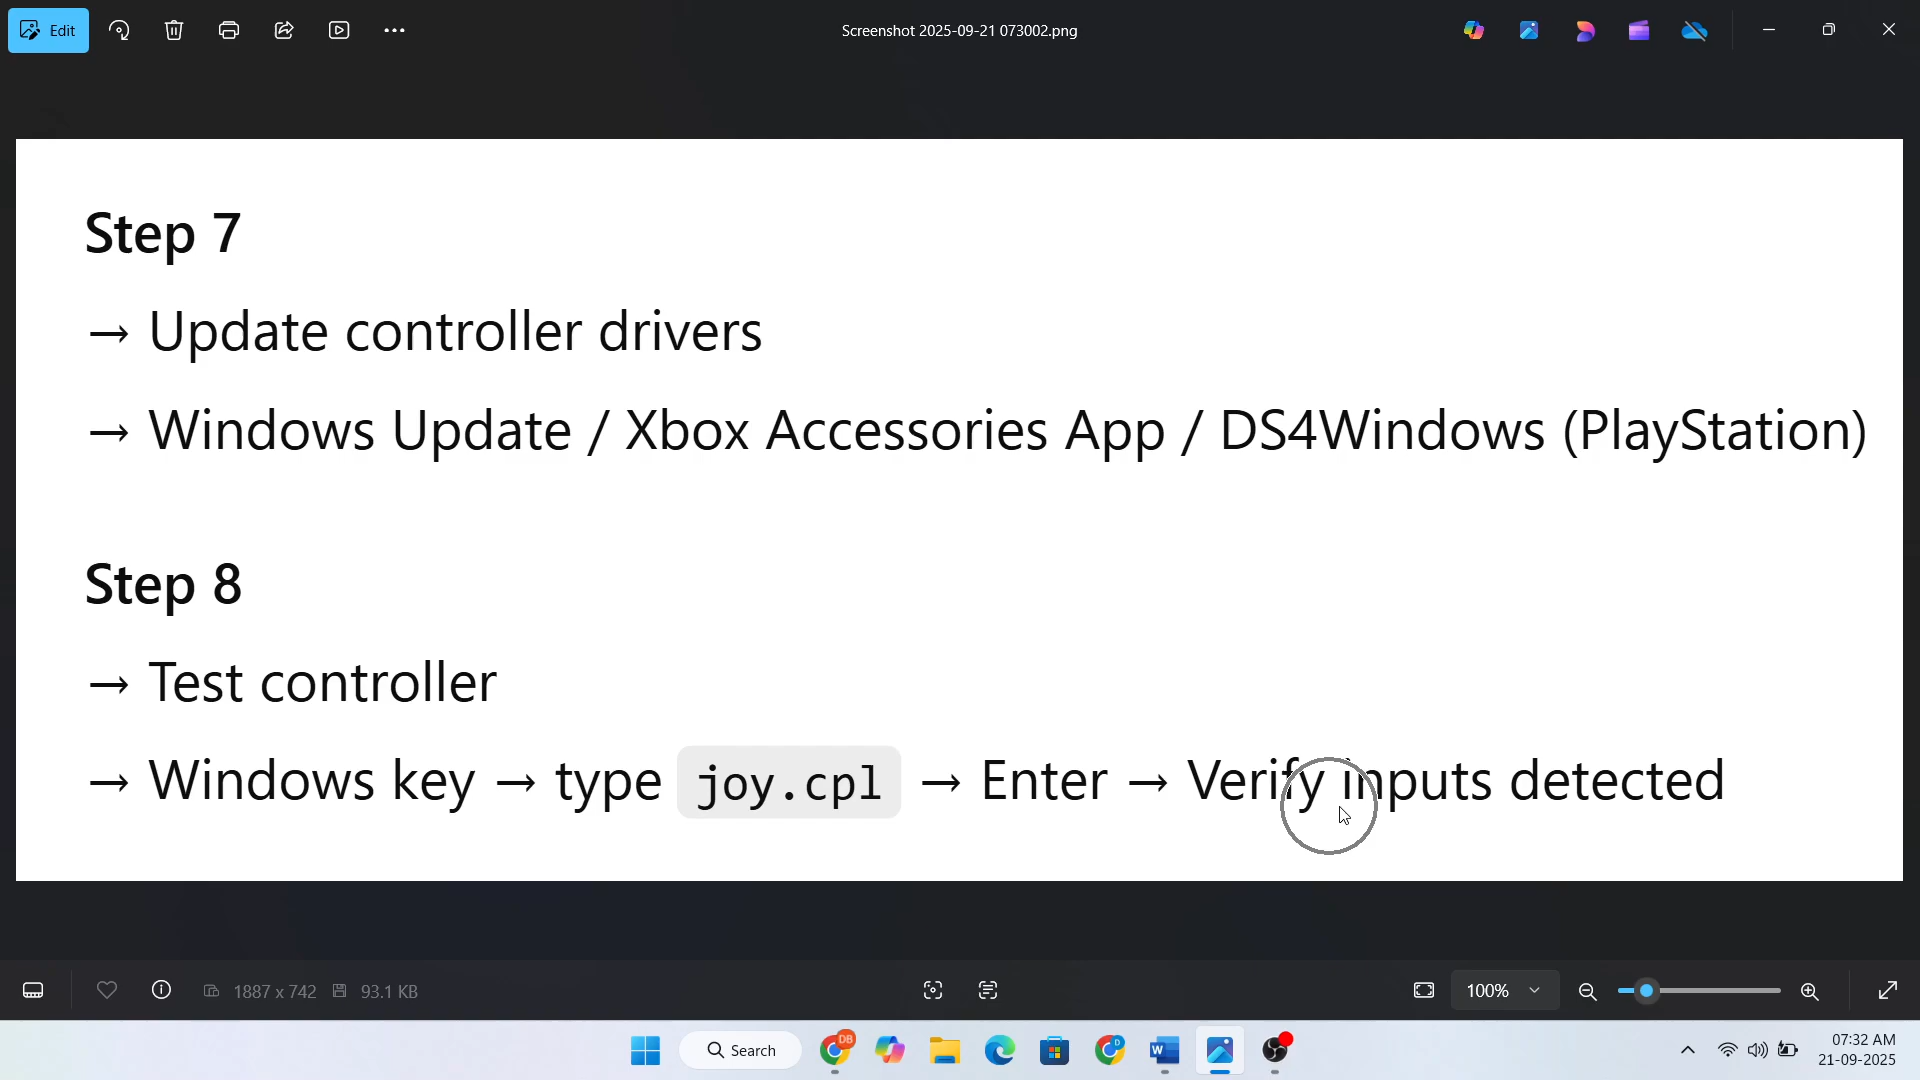 Edit
Screenshot 2025-09-21 073002.png
Step 7
→ Update controller drivers
→ Windows Update / Xbox Accessories App / DS4Windows (PlayStation)
Step 8
→ Test controller
→ Windows key → type joy.cpl → Enter → Verify inputs detected
1887 x 742 93.1 KB
100%
Search
DB
D
W
07:32 AM
21-09-2025